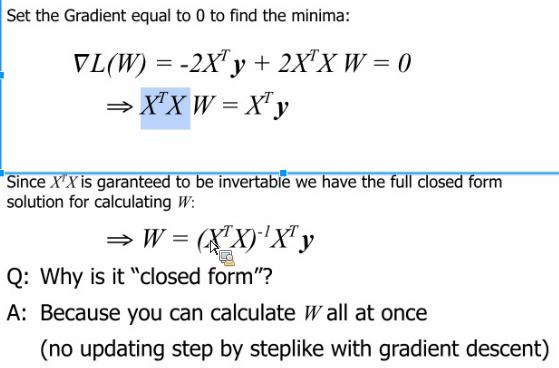 Set the Gradient equal to 0 to find the minima:
∇L(W) = -2Xᵀy + 2XᵀX W = 0
⇒ XᵀX W = Xᵀy
Since XᵀX is garanteed to be invertable we have the full closed form
solution for calculating W:
⇒ W = (XᵀX)⁻¹Xᵀy
Q: Why is it “closed form”?
A: Because you can calculate W all at once
(no updating step by steplike with gradient descent)